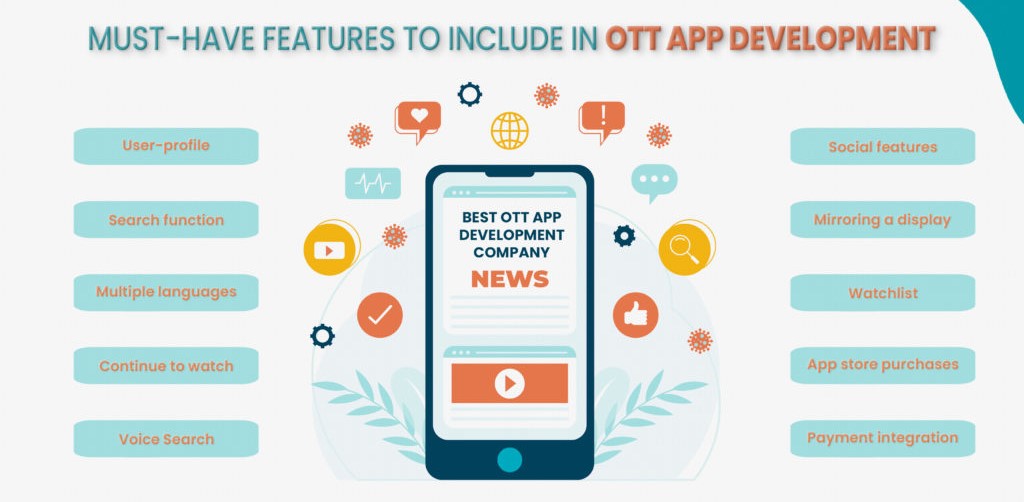 MUST-HAVE FEATURES TO INCLUDE IN OTT APP DEVELOPMENT
User-profile
Search function
Multiple languages
Continue to watch
Voice Search
BEST OTT APP
DEVELOPMENT
COMPANY
NEWS
Social features
Mirroring a display
Watchlist
App store purchases
Payment integration